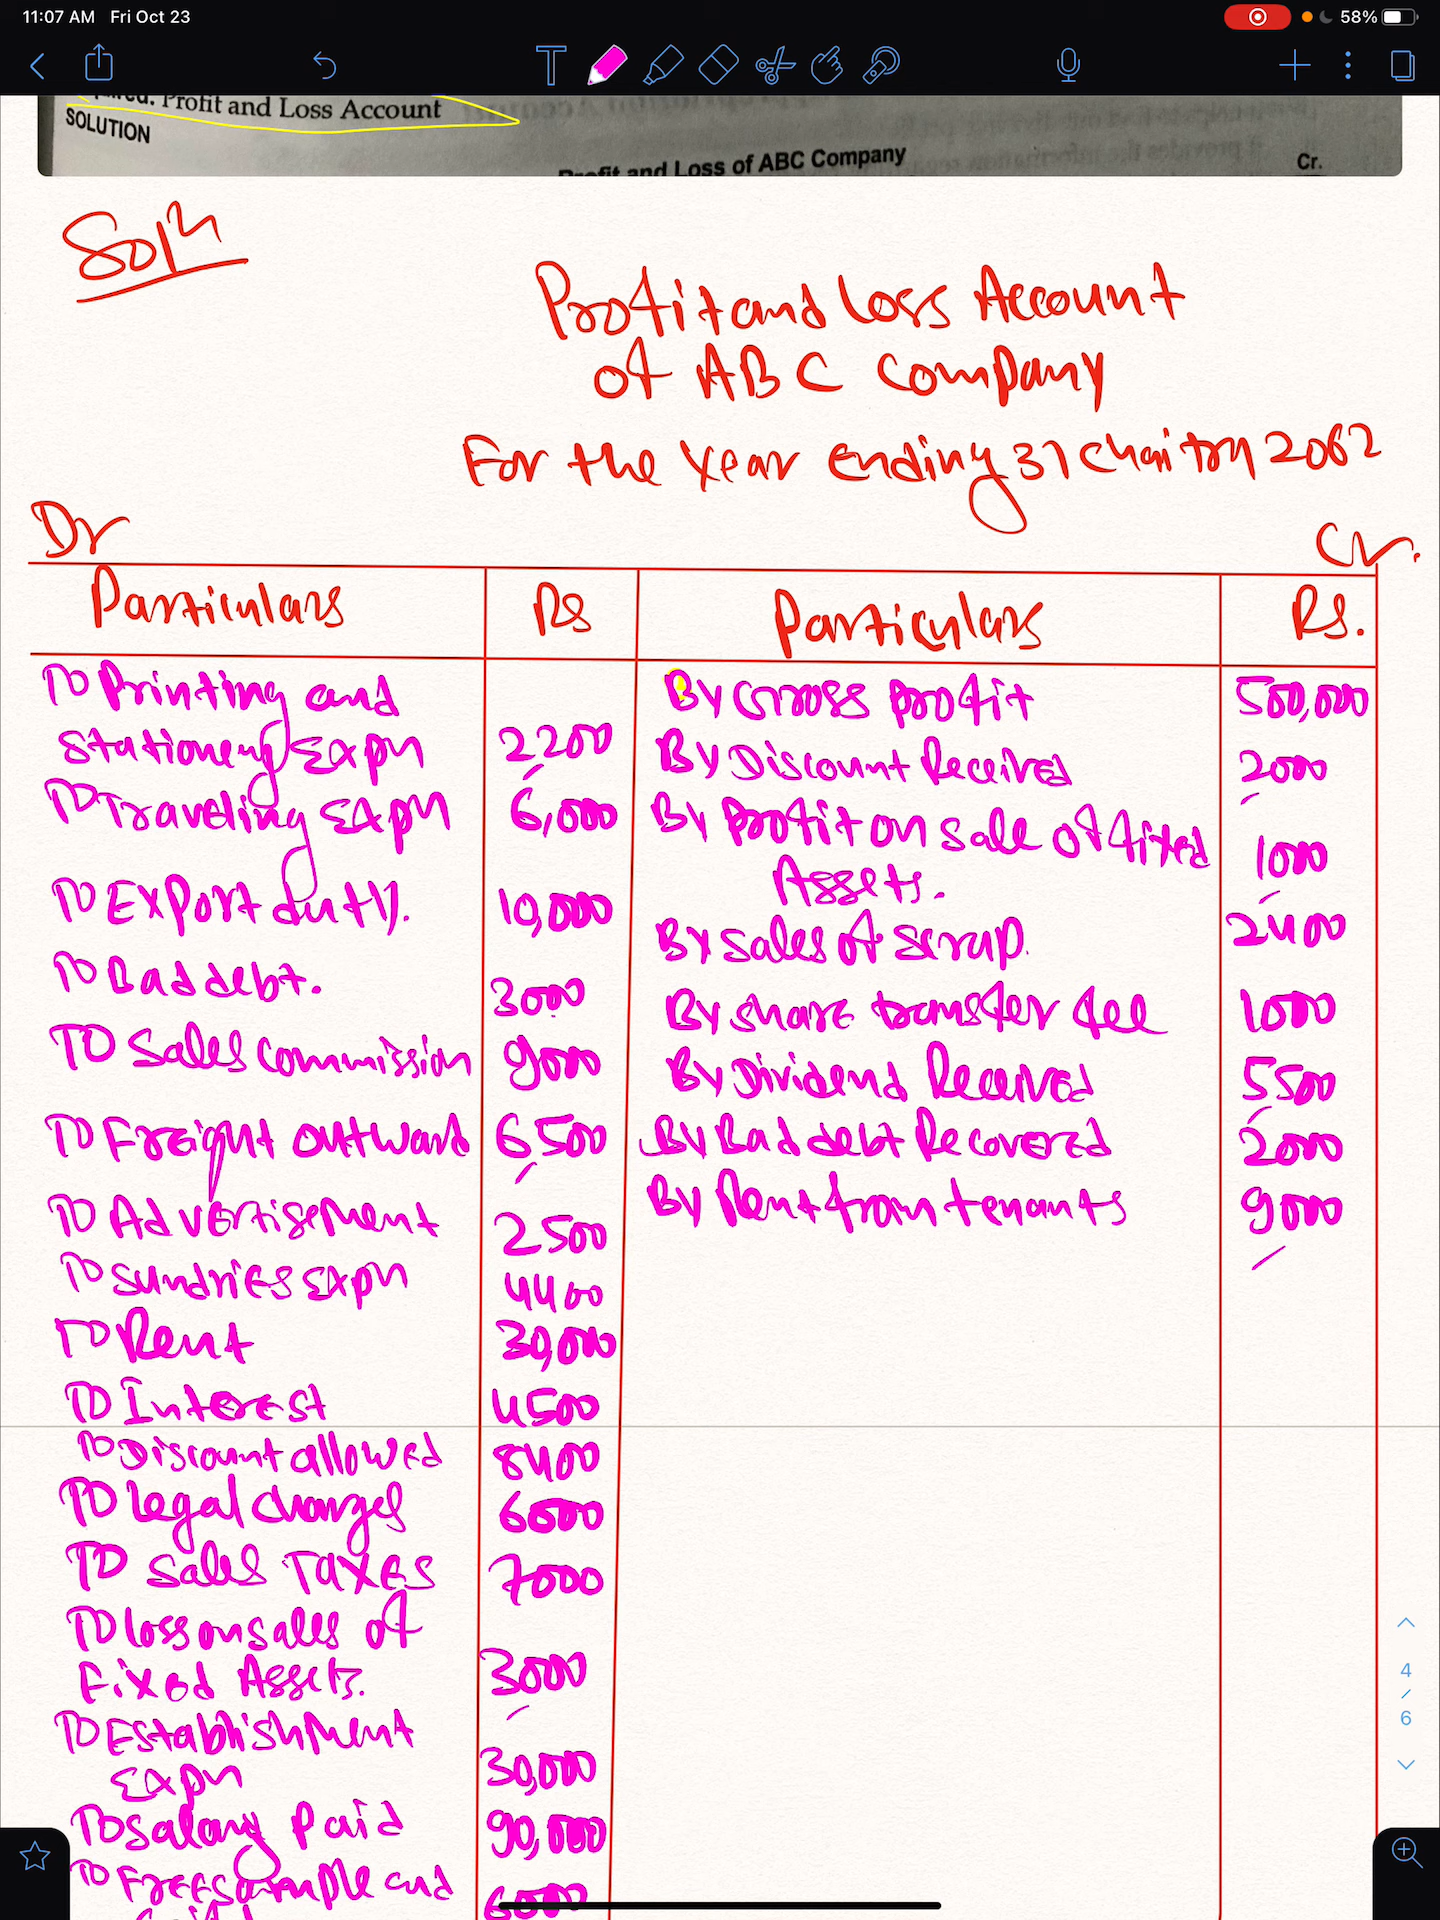 11:07 AM Fri Oct 23
58%
Profit and Loss Account
SOLUTION
Profit and Loss of ABC Company
Cr.
Soln
Profit and Loss Account
of ABC Company
For the Year Ending 31 Chaitra 2062
Dr
Cr.
Particulars Rs Particulars Rs.
To Printing and
Stationery Expn 2200
By Gross profit 500,000
By Discount Received 2000
To Traveling Expn 6,000
By profit on sale of fixed
Assets. 1000
To Export duty. 10,000
By sales of scrap. 2400
To Bad debt. 3000
By share transfer fee 1000
To Sales Commission 9000
By Dividend Received 5500
To Freight outward 6500
By Bad debt Recovered 2000
To Advertisement 2500
By Rent from tenants 9000
To Sundries Expn 4400
To Rent 30,000
To Interest 4500
To Discount allowed 8400
To Legal charges 6000
To Sales Taxes 7000
To loss on sales of
Fixed Assets. 3000
To Establishment
Expn 30,000
To Salary Paid 90,000
To Free sample and 6000
4
/
6